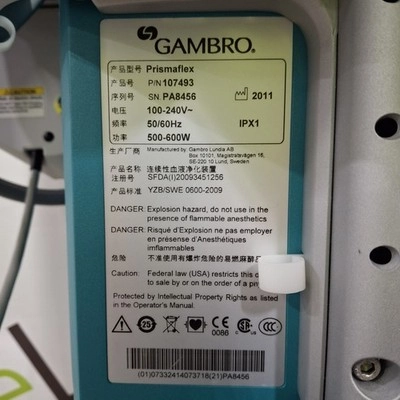 GAMBRO®
产品型号 Prismaflex
产品号 P/N 107493
序列号 SN. PA8456 2011
电压 100-240V~
频率 50/60Hz IPX1
功率 500-600W
生产厂商 Manufactured by: Gambro Lundia AB
Box 10101, Magistratsvägen 16,
SE-220 10 Lund, Sweden
产品名称 连续性血液净化装置
注册号 SFDA(I)20093451256
产品标准 YZB/SWE 0600-2009
DANGER: Explosion hazard, do not use in the
presence of flammable anesthetics
DANGER: Risqué d'Explosion ne pas employer
en présence d'Anesthetiques
imflammables
危险 不准使用有爆炸危险的易燃麻醉
Caution: Federal law (USA) restricts this
to sale by or on the order of a
Protected by Intellectual Property Rights as listed
in the Operator's Manual.
25 0086 CCC
(01)07332414073718(21)PA8456